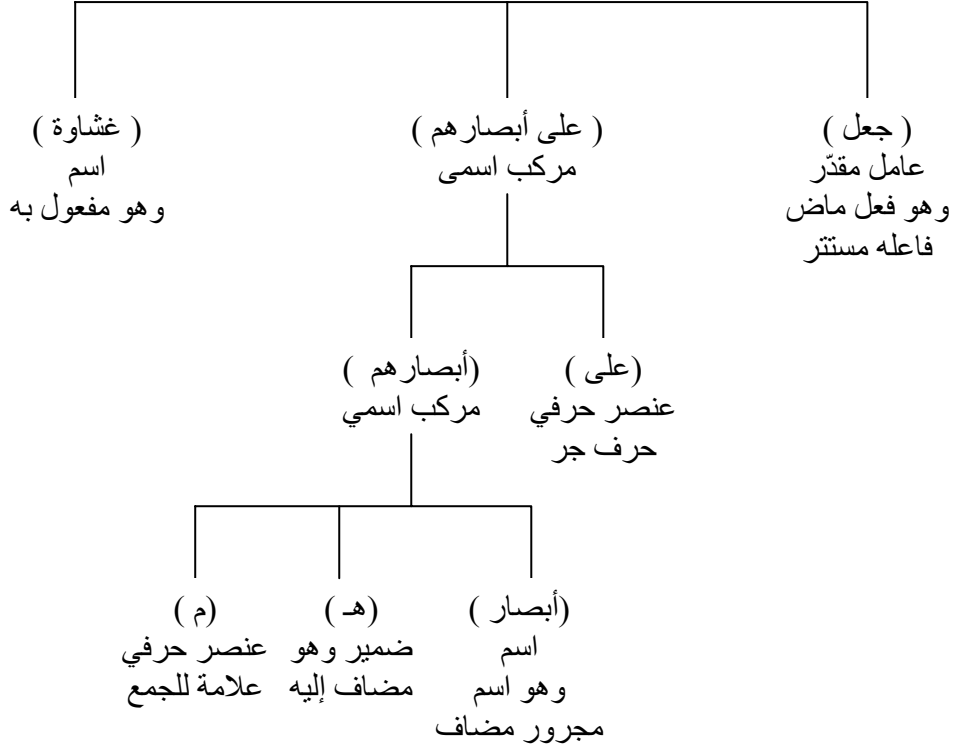 ( جعل )
عامل مقدّر
وهو فعل ماض
فاعله مستتر
( على أبصارهم )
مركب اسمى
( غشاوة )
اسم
وهو مفعول به
(على )
عنصر حرفي
حرف جر
(أبصارهم )
مركب اسمي
(أبصار )
اسم
وهو اسم
مجرور مضاف
(هـ )
ضمير وهو
مضاف إليه
(م )
عنصر حرفي
علامة للجمع